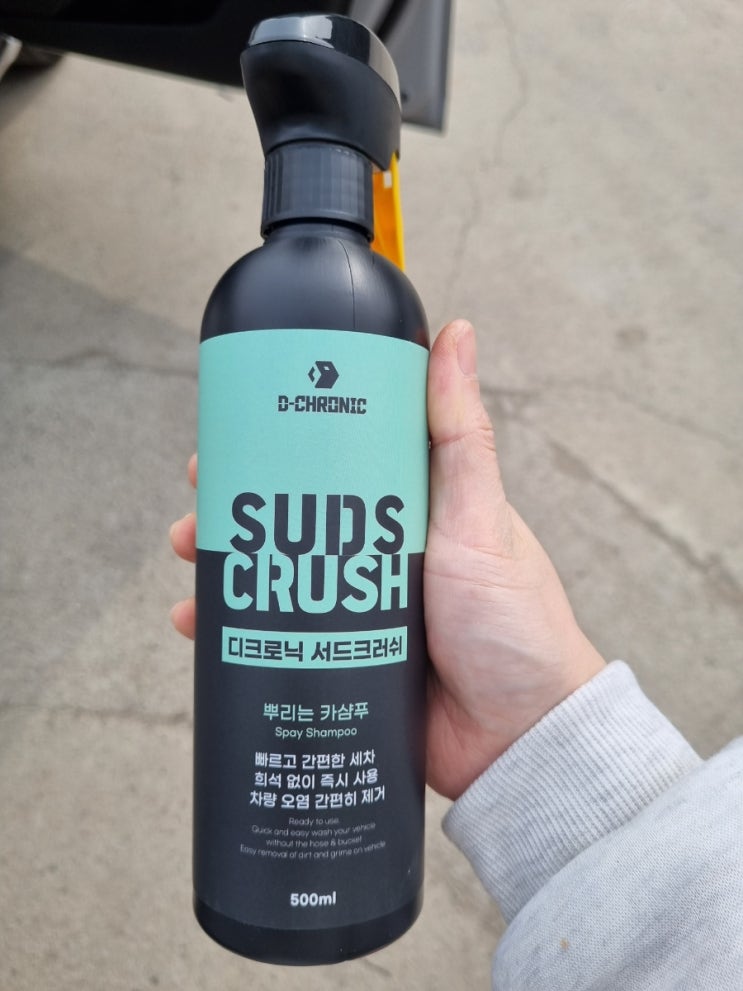 D-CHRONIC
SUDS
CRUSH
디크로닉 서드크러쉬
뿌리는 카샴푸
Spay Shampoo
빠르고 간편한 세차
희석 없이 즉시 사용
차량 오염 간편히 제거
Ready to use.
Quick and easy wash your vehicle
without the hose & bucket
Easy removal of dirt and grime on vehicle
500ml